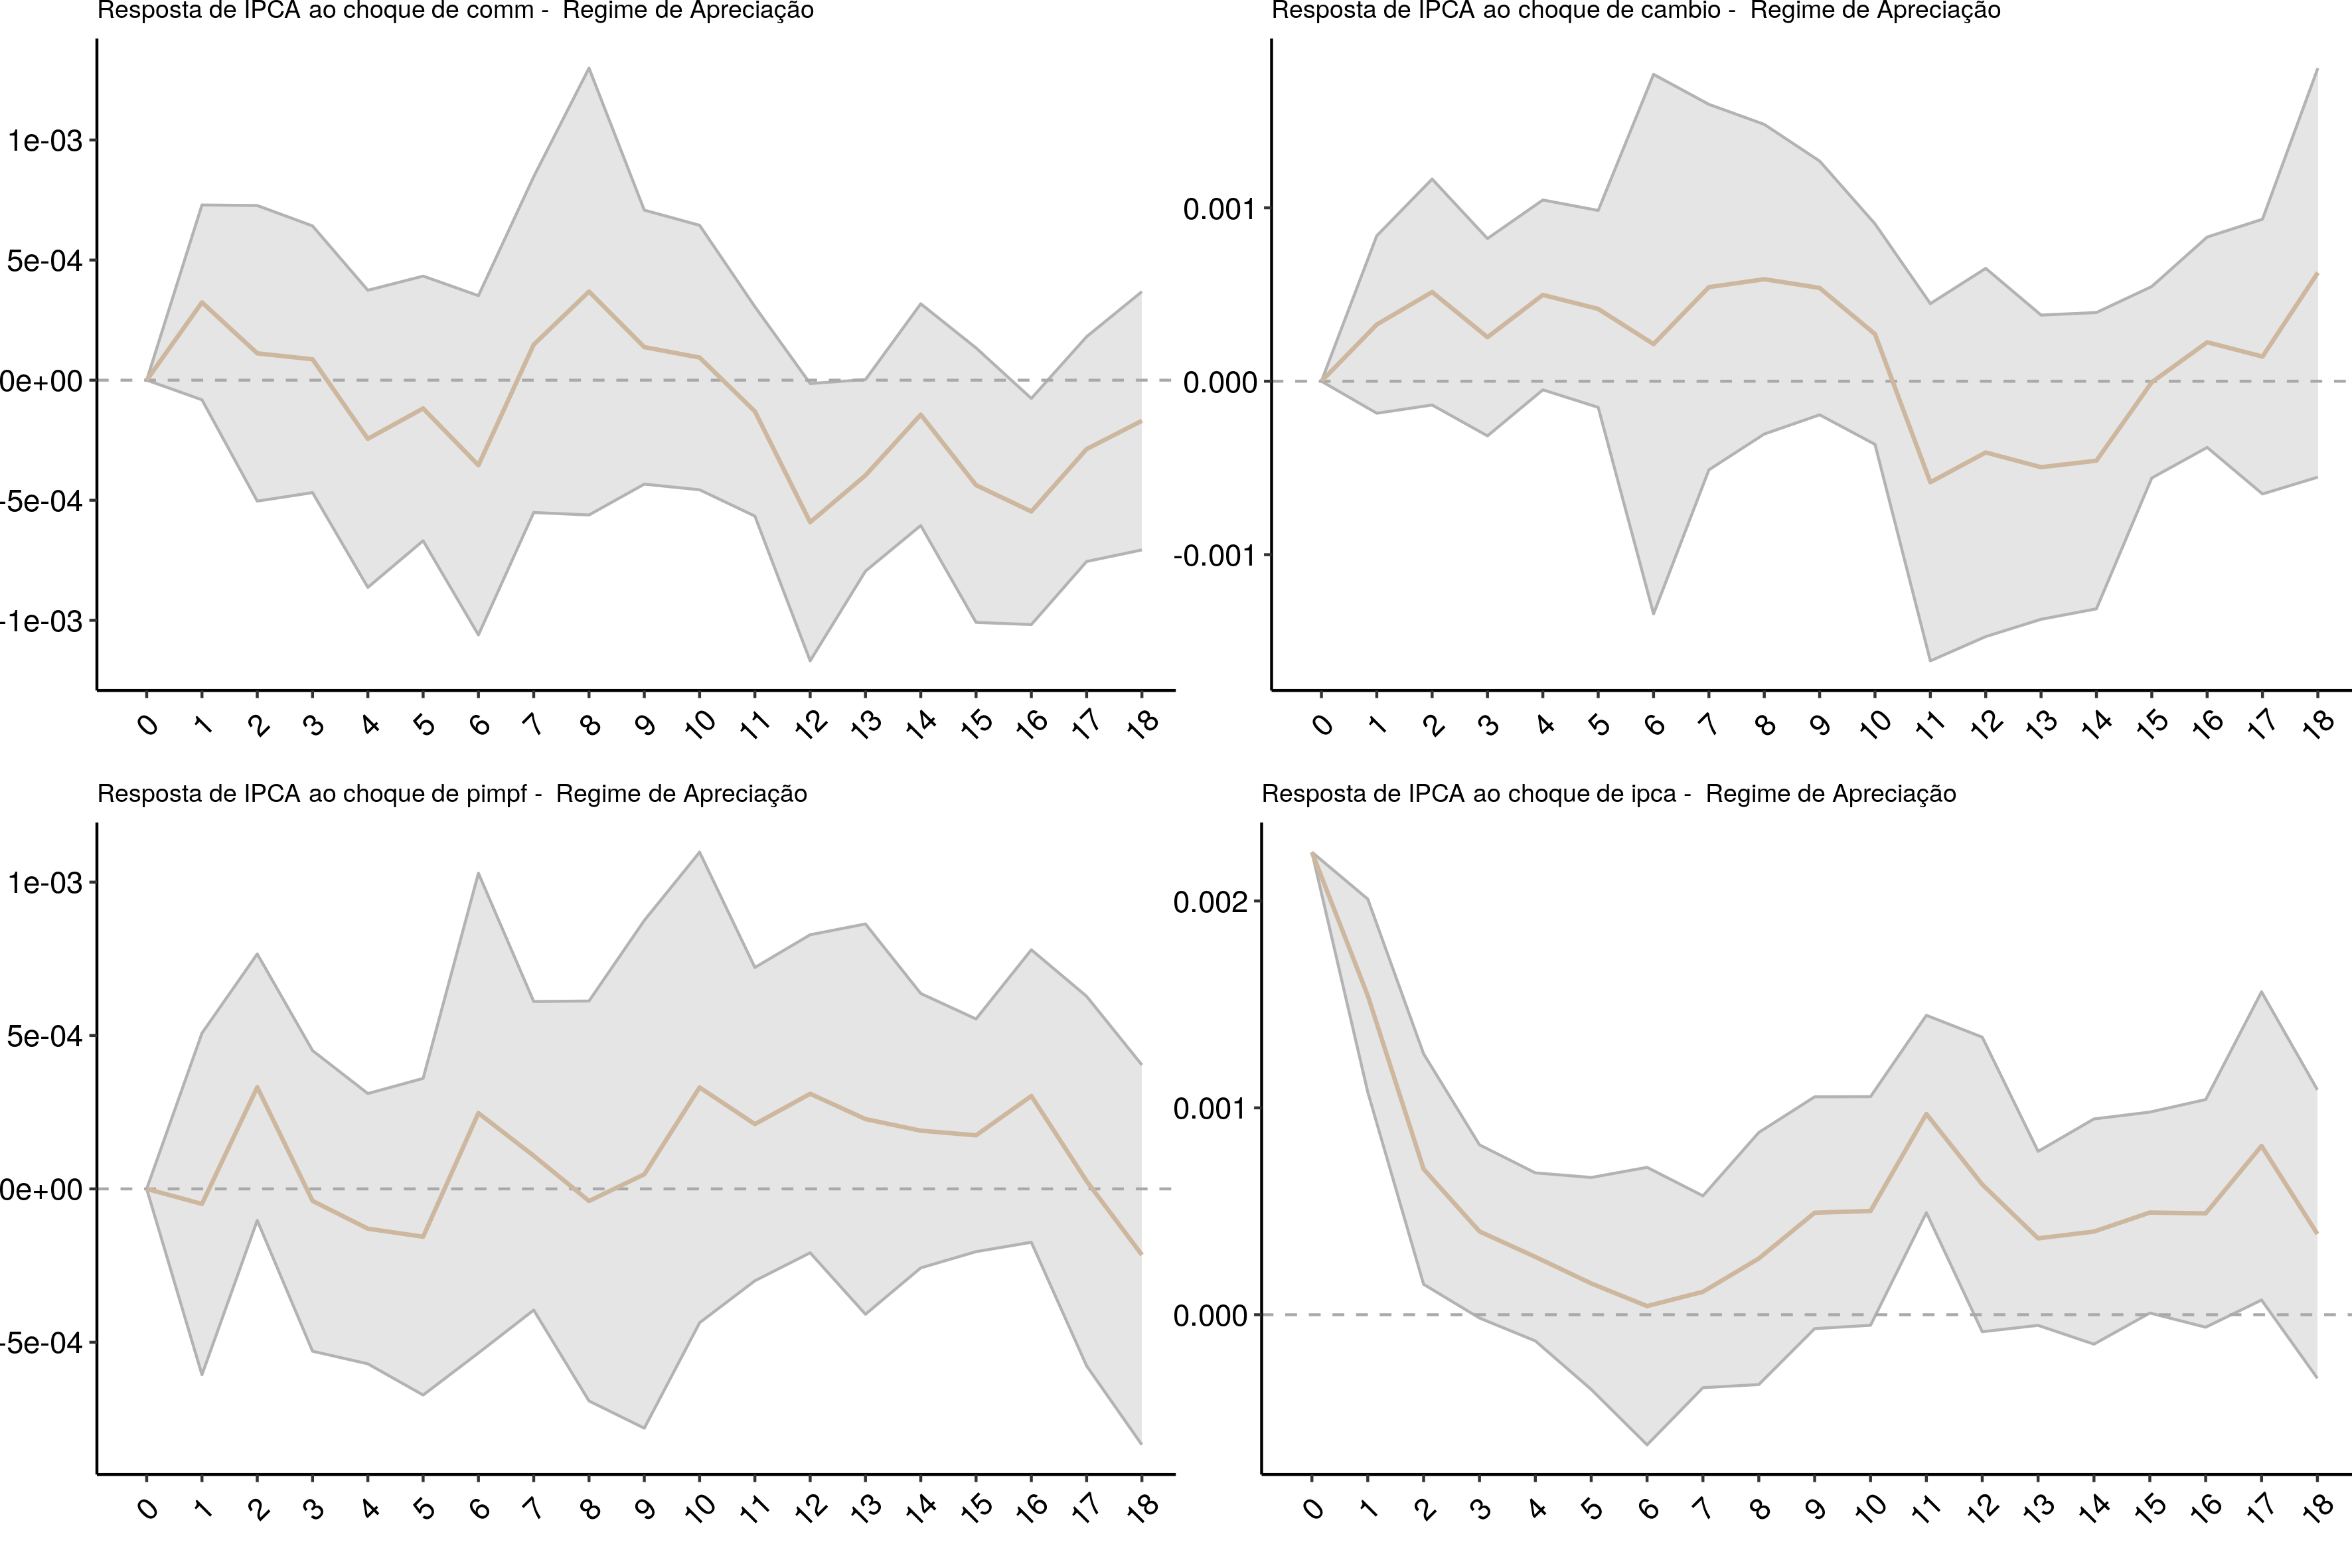 Resposta de IPCA ao choque de comm -  Regime de Apreciação
1e-03
5e-04
0e+00
-5e-04
-1e-03
0 1 2 3 4 5 6 7 8 9 10 11 12 13 14 15 16 17 18
Resposta de IPCA ao choque de cambio -  Regime de Apreciação
0.001
0.000
-0.001
0 1 2 3 4 5 6 7 8 9 10 11 12 13 14 15 16 17 18
Resposta de IPCA ao choque de pimpf -  Regime de Apreciação
1e-03
5e-04
0e+00
-5e-04
0 1 2 3 4 5 6 7 8 9 10 11 12 13 14 15 16 17 18
Resposta de IPCA ao choque de ipca -  Regime de Apreciação
0.002
0.001
0.000
0 1 2 3 4 5 6 7 8 9 10 11 12 13 14 15 16 17 18